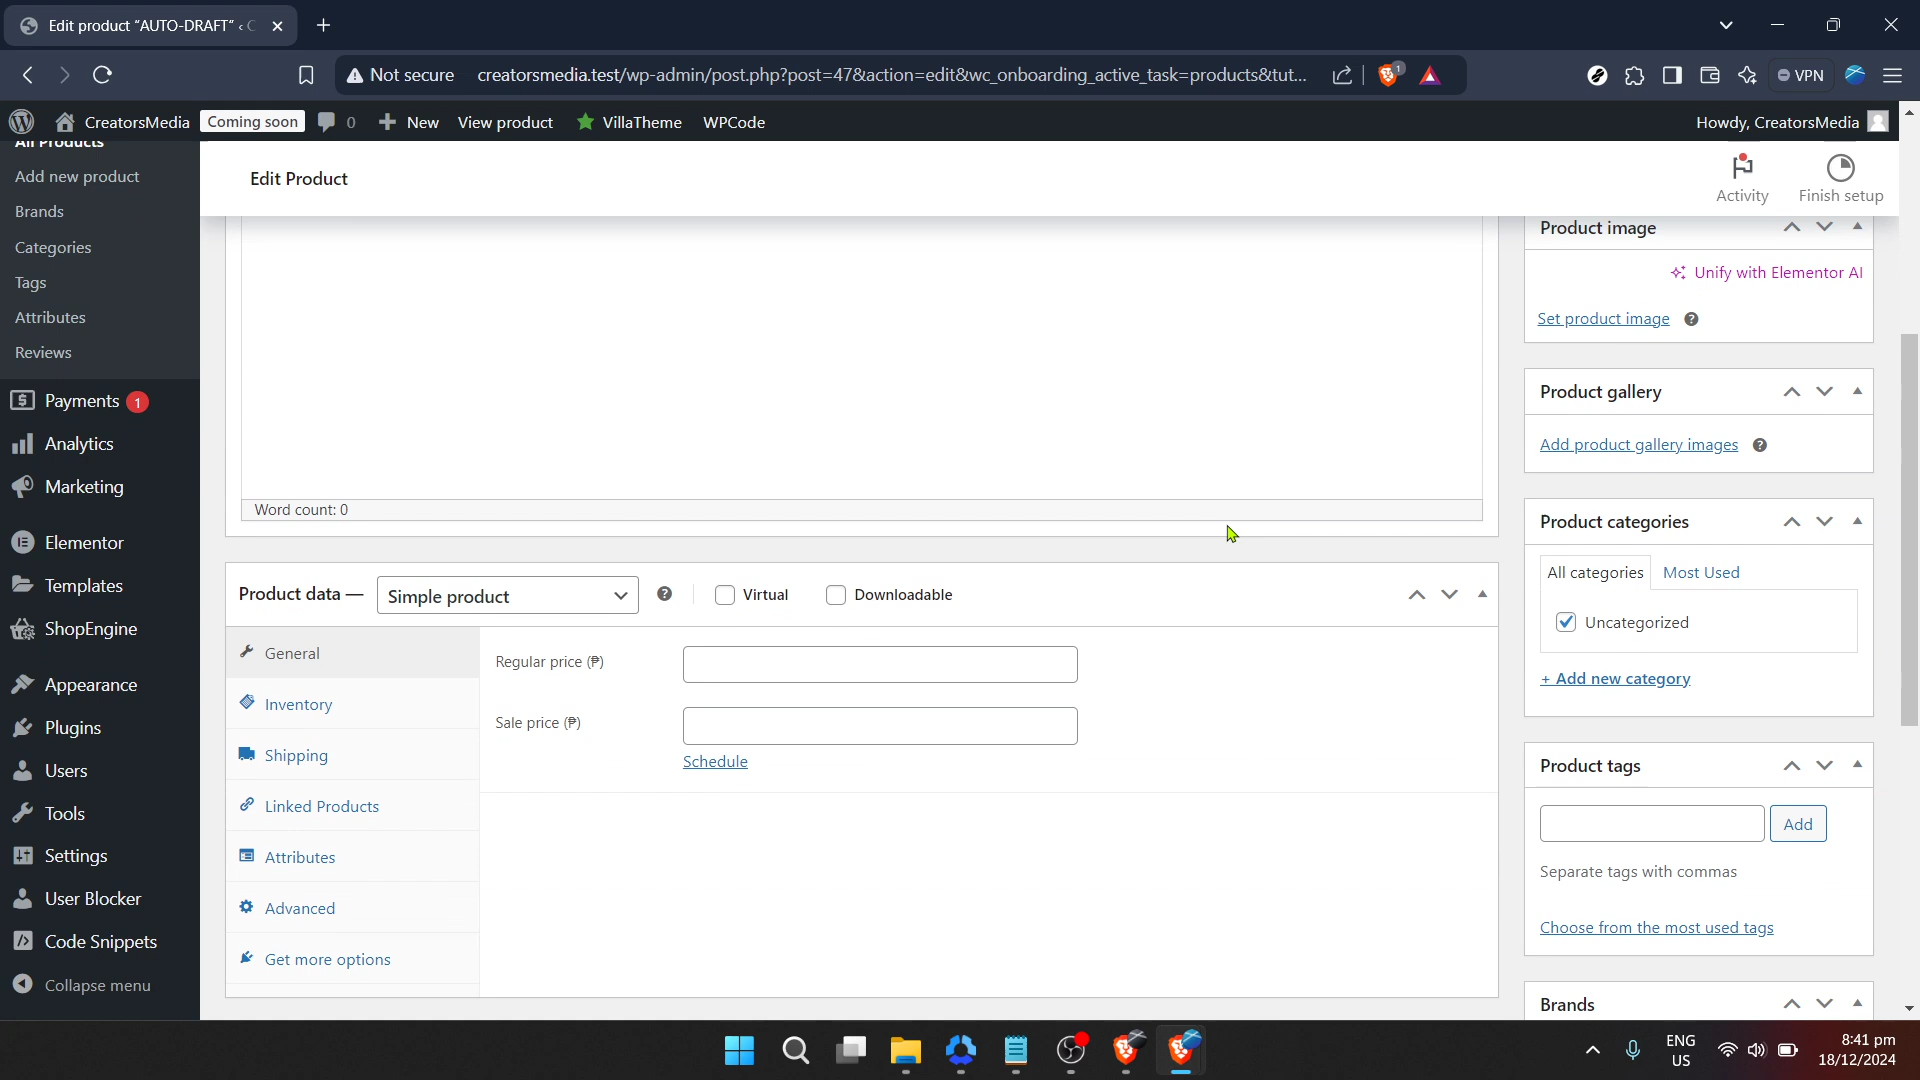 Edit product “AUTO-DRAFT” ‹ C
Not secure creatorsmedia.test/wp-admin/post.php?post=47&action=edit&wc_onboarding_active_task=products&tut...
1
VPN
CreatorsMedia
Coming soon
0
New
View product
VillaTheme
WPCode
Howdy, CreatorsMedia
All Products
Add new product
Brands
Categories
Tags
Attributes
Reviews
Payments 1
Analytics
Marketing
Elementor
Templates
ShopEngine
Appearance
Plugins
Users
Tools
Settings
User Blocker
Code Snippets
Collapse menu
Edit Product
Activity
Finish setup
Word count: 0
Product data —
Simple product
Virtual
Downloadable
General
Inventory
Shipping
Linked Products
Attributes
Advanced
Get more options
Regular price (₱)
Sale price (₱)
Schedule
Product image
Unify with Elementor AI
Set product image
Product gallery
Add product gallery images
Product categories
All categories
Most Used
Uncategorized
+ Add new category
Product tags
Add
Separate tags with commas
Choose from the most used tags
Brands
ENG
US
8:41 pm
18/12/2024